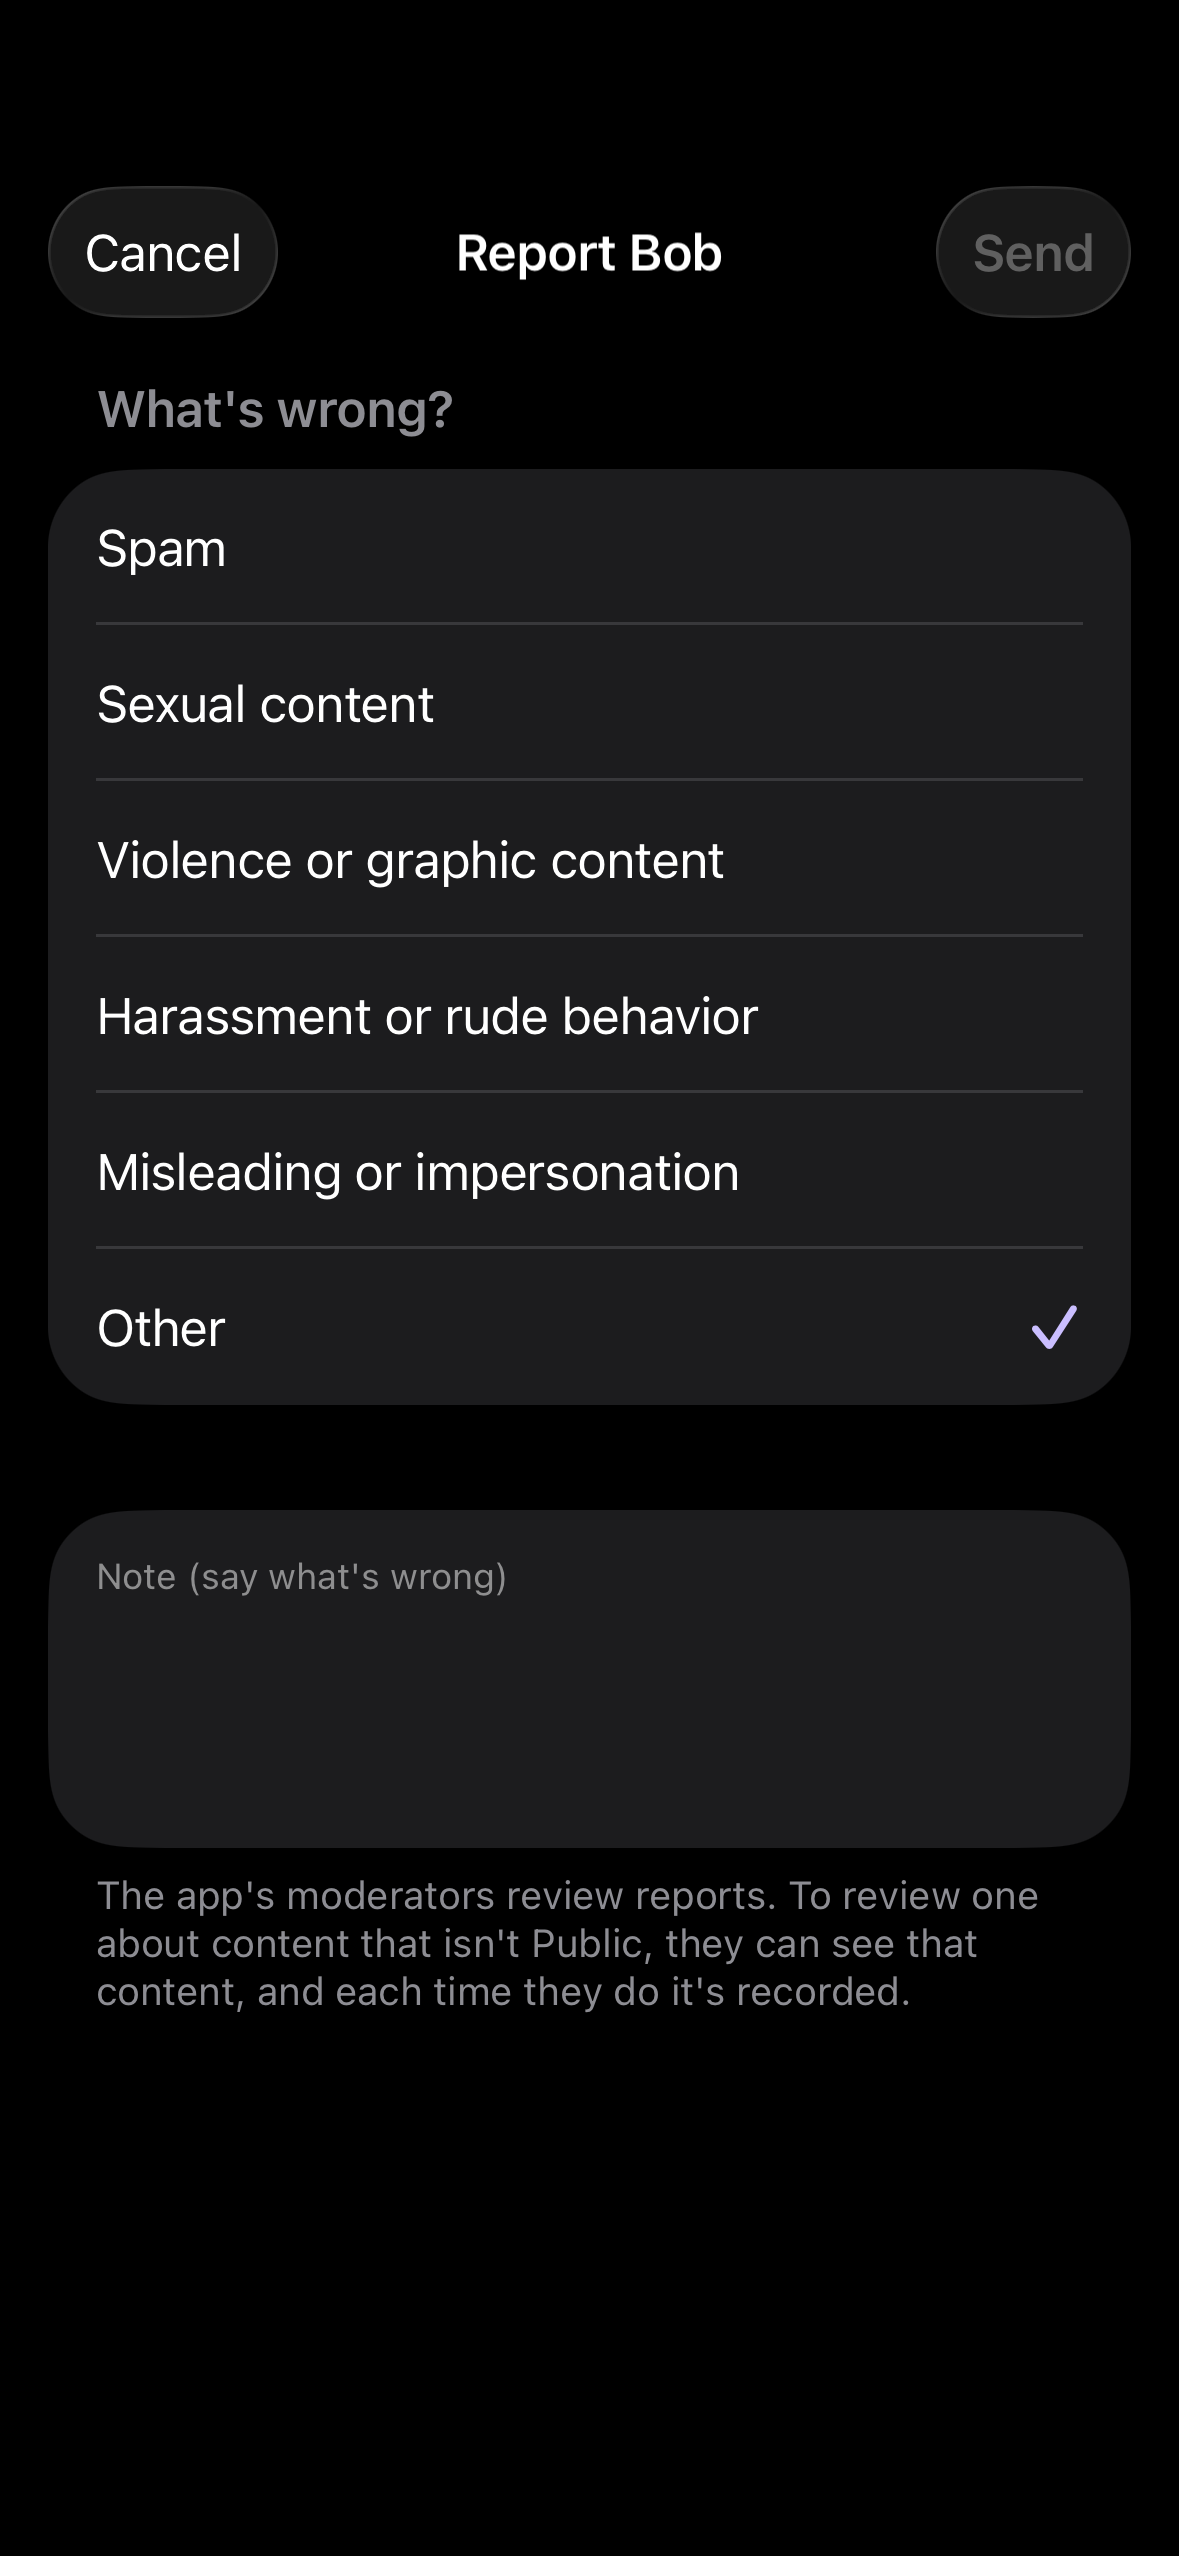 Cancel
Report Bob
Send
What's wrong?
Spam
Sexual content
Violence or graphic content
Harassment or rude behavior
Misleading or impersonation
Other
Note (say what's wrong)
The app's moderators review reports. To review one
about content that isn't Public, they can see that
content, and each time they do it's recorded.